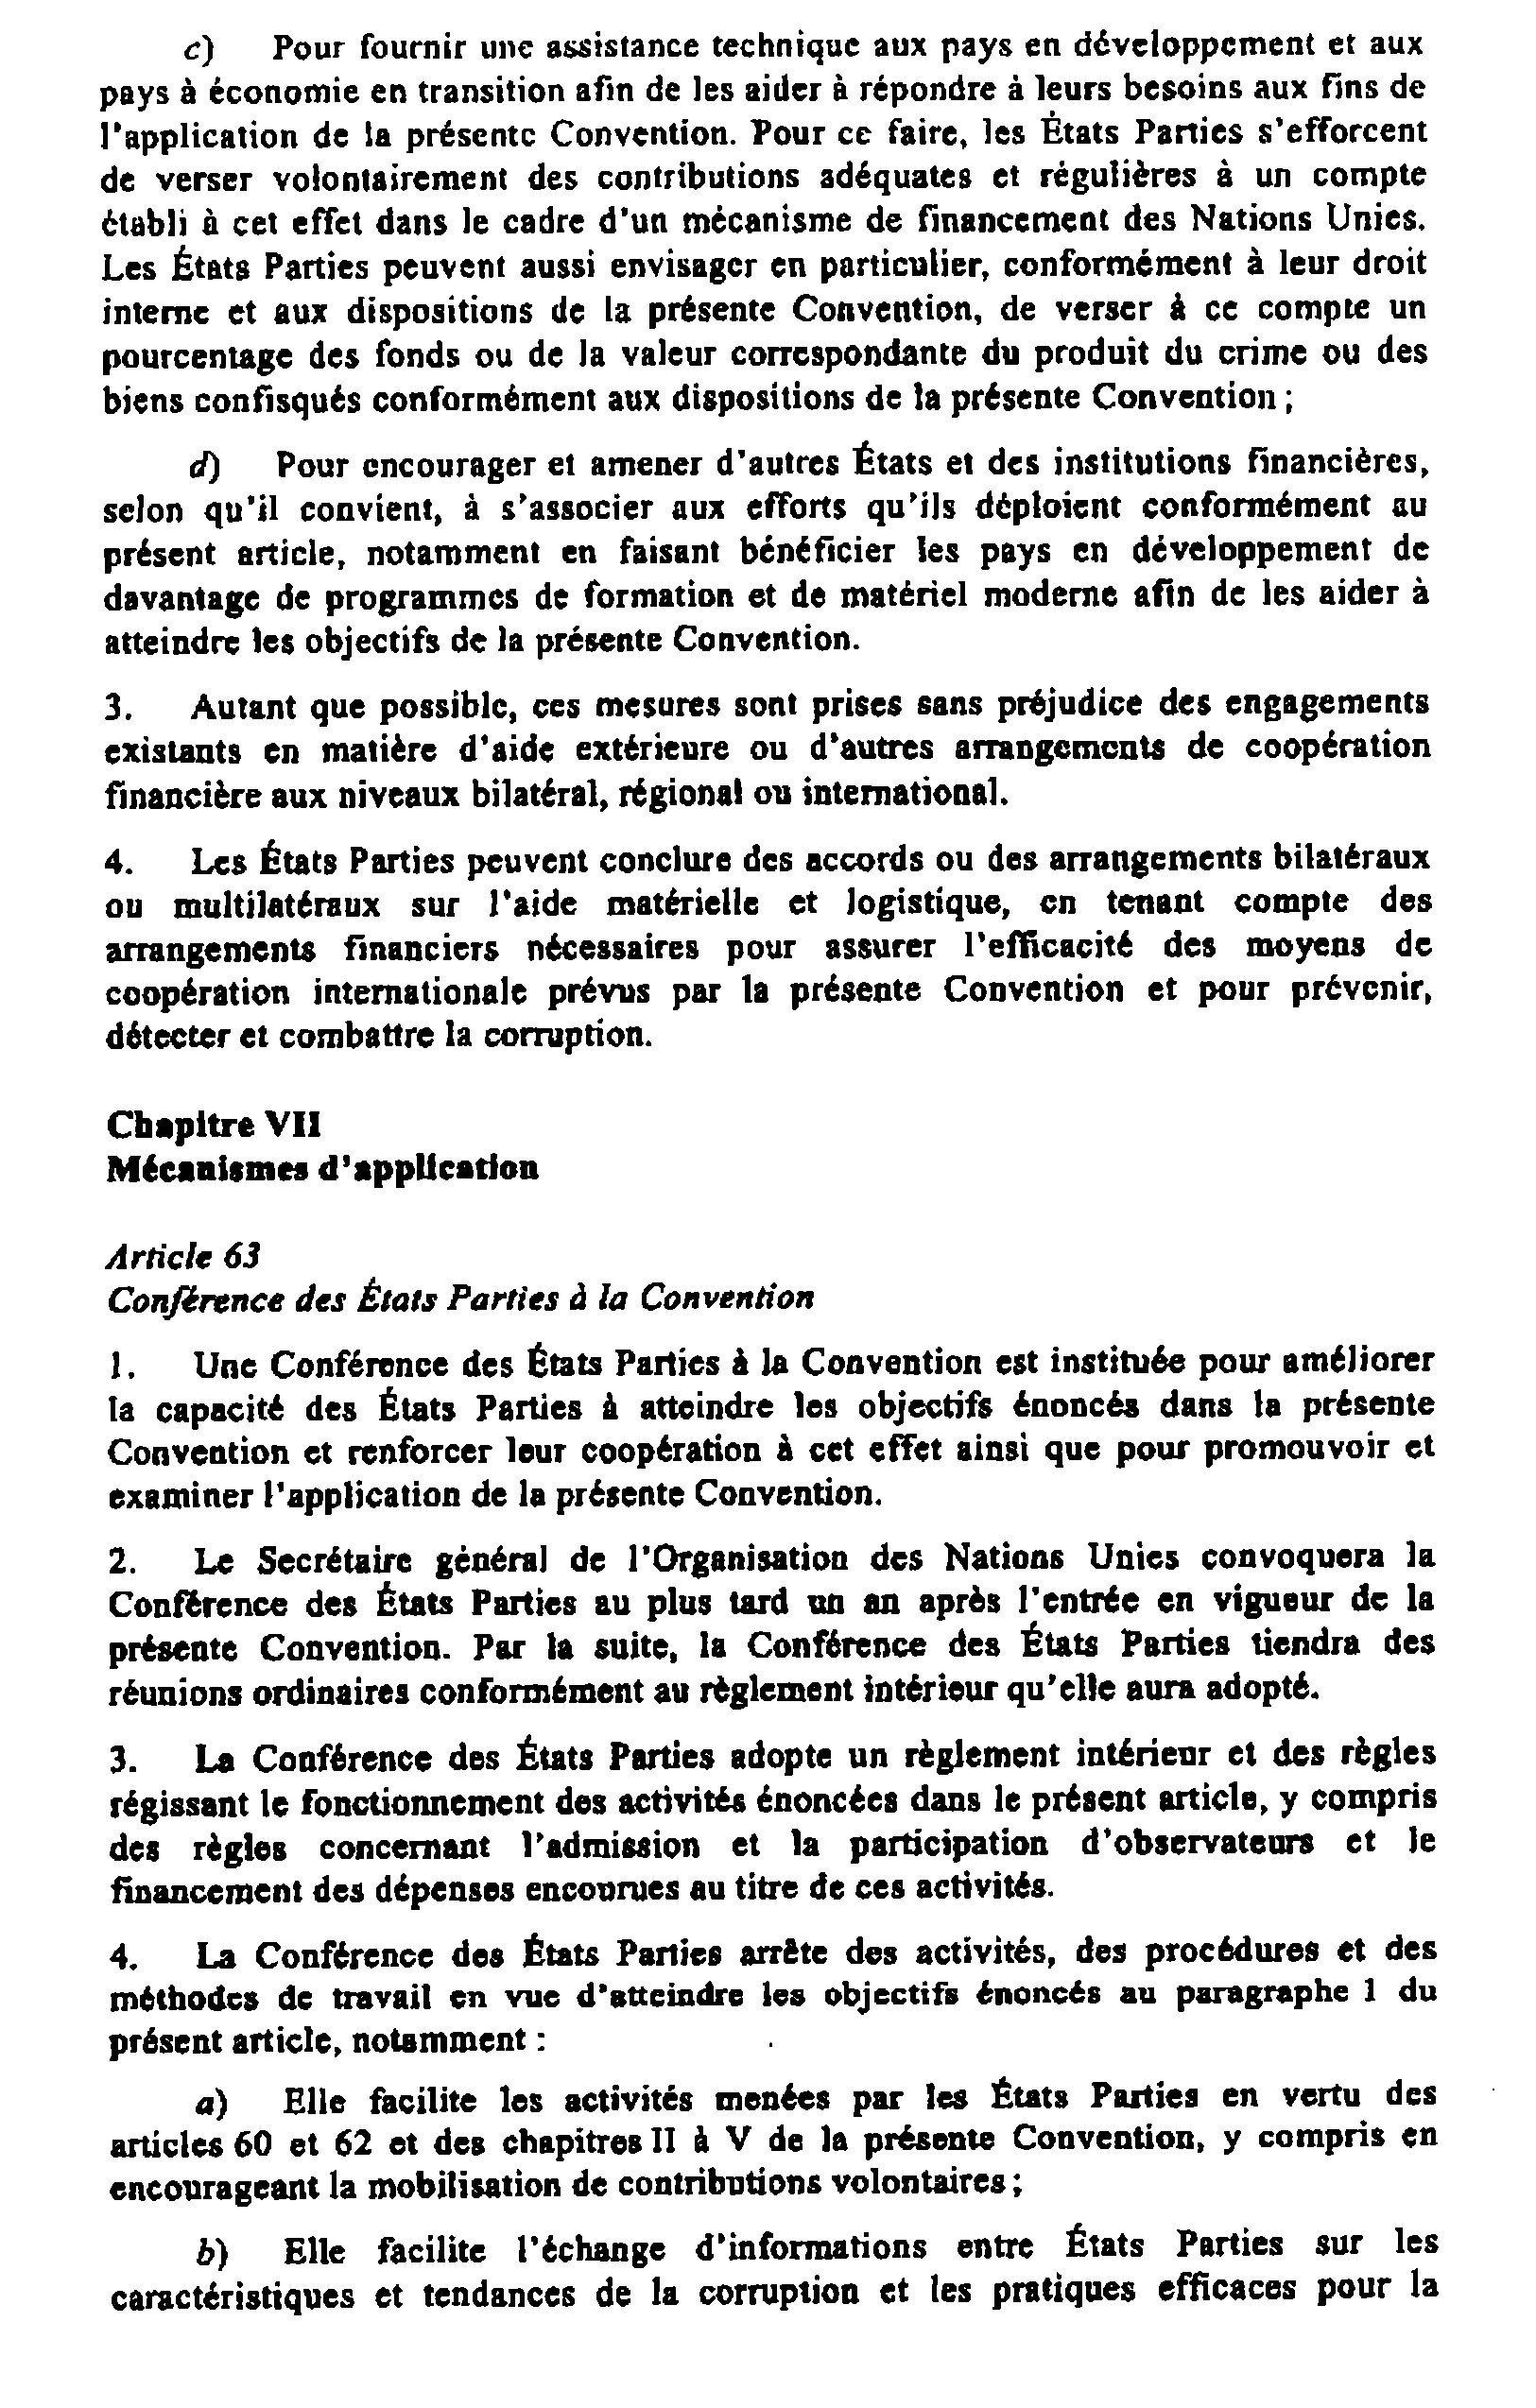 c) Pour fournir une assistance technique aux pays en développement et aux
pays à économie en transition afin de les aider à répondre à leurs besoins aux fins de
l'application de la présente Convention. Pour ce faire, les États Parties s'efforcent
de verser volontairement des contributions adéquates et régulières à un compte
établi à cet effet dans le cadre d'un mécanisme de financement des Nations Unies.
Les États Parties peuvent aussi envisager en particulier, conformément à leur droit
interne et aux dispositions de la présente Convention, de verser à ce compte un
pourcentage des fonds ou de la valeur correspondante du produit du crime ou des
biens confisqués conformément aux dispositions de la présente Convention ;
d) Pour encourager et amener d'autres États et des institutions financières,
selon qu'il convient, à s'associer aux efforts qu'ils déploient conformément au
présent article, notamment en faisant bénéficier les pays en développement de
davantage de programmes de formation et de matériel moderne afin de les aider à
atteindre les objectifs de la présente Convention.
3. Autant que possible, ces mesures sont prises sans préjudice des engagements
existants en matière d'aide extérieure ou d'autres arrangements de coopération
financière aux niveaux bilatéral, régional ou international.
4. Les États Parties peuvent conclure des accords ou des arrangements bilatéraux
ou multilatéraux sur l'aide matérielle et logistique, en tenant compte des
arrangements financiers nécessaires pour assurer l'efficacité des moyens de
coopération internationale prévus par la présente Convention et pour prévenir,
détecter et combattre la corruption.
Chapitre VII
Mécanismes d'application
Article 63
Conférence des États Parties à la Convention
1. Une Conférence des États Parties à la Convention est instituée pour améliorer
la capacité des États Parties à atteindre les objectifs énoncés dans la présente
Convention et renforcer leur coopération à cet effet ainsi que pour promouvoir et
examiner l'application de la présente Convention.
2. Le Secrétaire général de l'Organisation des Nations Unies convoquera la
Conférence des États Parties au plus tard un an après l'entrée en vigueur de la
présente Convention. Par la suite, la Conférence des États Parties tiendra des
réunions ordinaires conformément au règlement intérieur qu'elle aura adopté.
3. La Conférence des États Parties adopte un règlement intérieur et des règles
régissant le fonctionnement des activités énoncées dans le présent article, y compris
des règles concernant l'admission et la participation d'observateurs et le
financement des dépenses encourues au titre de ces activités.
4. La Conférence des États Parties arrête des activités, des procédures et des
méthodes de travail en vue d'atteindre les objectifs énoncés au paragraphe 1 du
présent article, notamment :
a) Elle facilite les activités menées par les États Parties en vertu des
articles 60 et 62 et des chapitres II à V de la présente Convention, y compris en
encourageant la mobilisation de contributions volontaires ;
b) Elle facilite l'échange d'informations entre États Parties sur les
caractéristiques et tendances de la corruption et les pratiques efficaces pour la